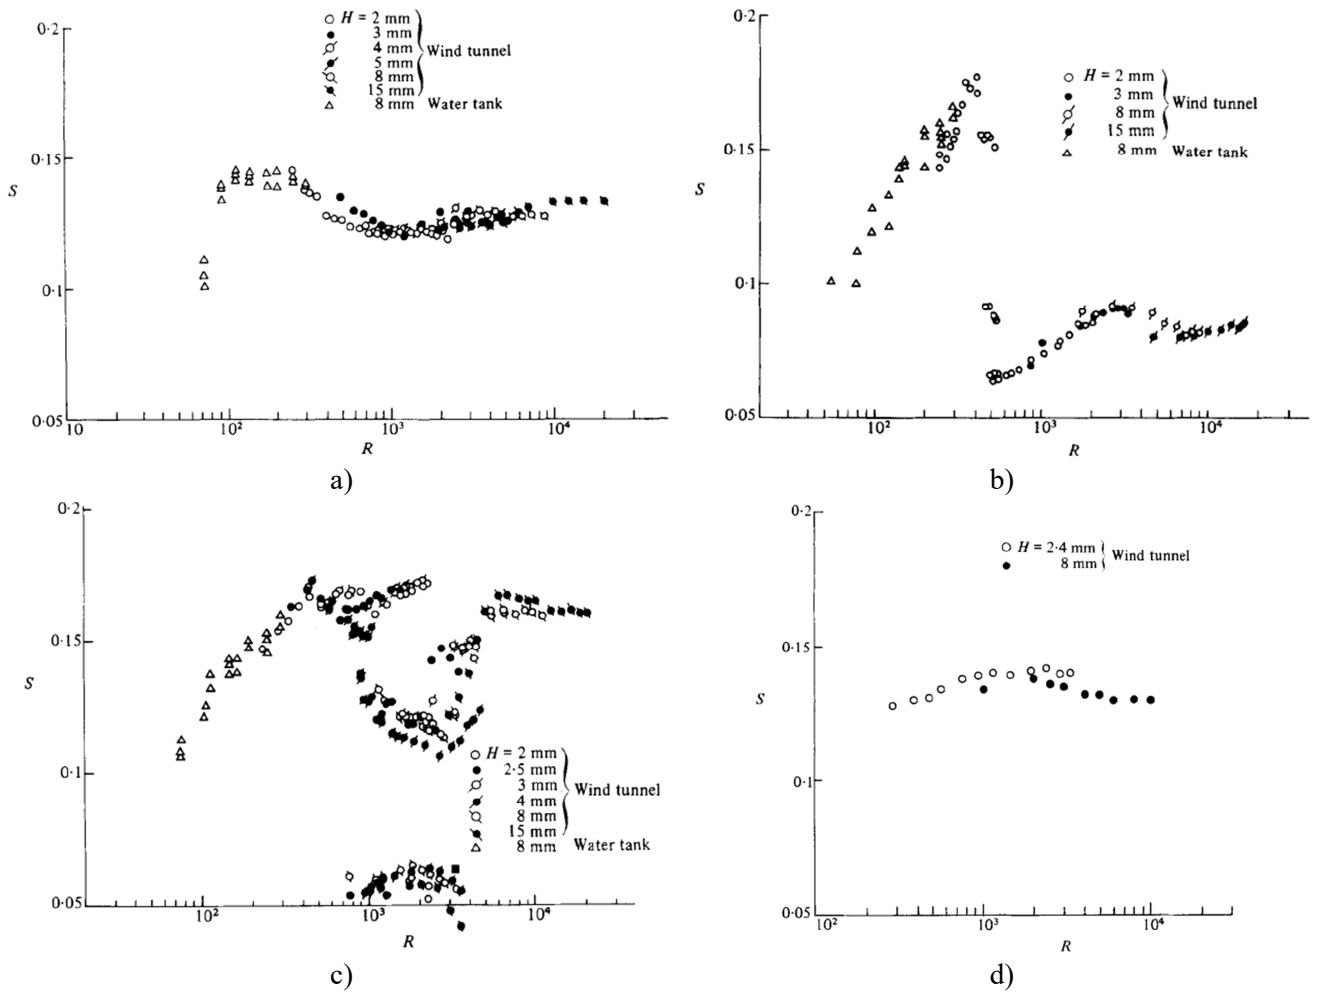 0·2
H = 2 mm
3 mm
4 mm
5 mm
8 mm
15 mm
Wind tunnel
8 mm Water tank
0·15
S
0·1
0·05
10 10² 10³ 10⁴
R
a)
0·2
H = 2 mm
3 mm
8 mm
15 mm
Wind tunnel
8 mm Water tank
0·15
S
0·1
0·05
10² 10³ 10⁴
R
b)
0·2
0·15
S
0·1
H = 2 mm
2·5 mm
3 mm
4 mm
8 mm
15 mm
Wind tunnel
8 mm Water tank
0·05
10² 10³ 10⁴
R
c)
0·2
H = 2·4 mm
8 mm
Wind tunnel
0·15
S
0·1
0·05
10² 10³ 10⁴
R
d)